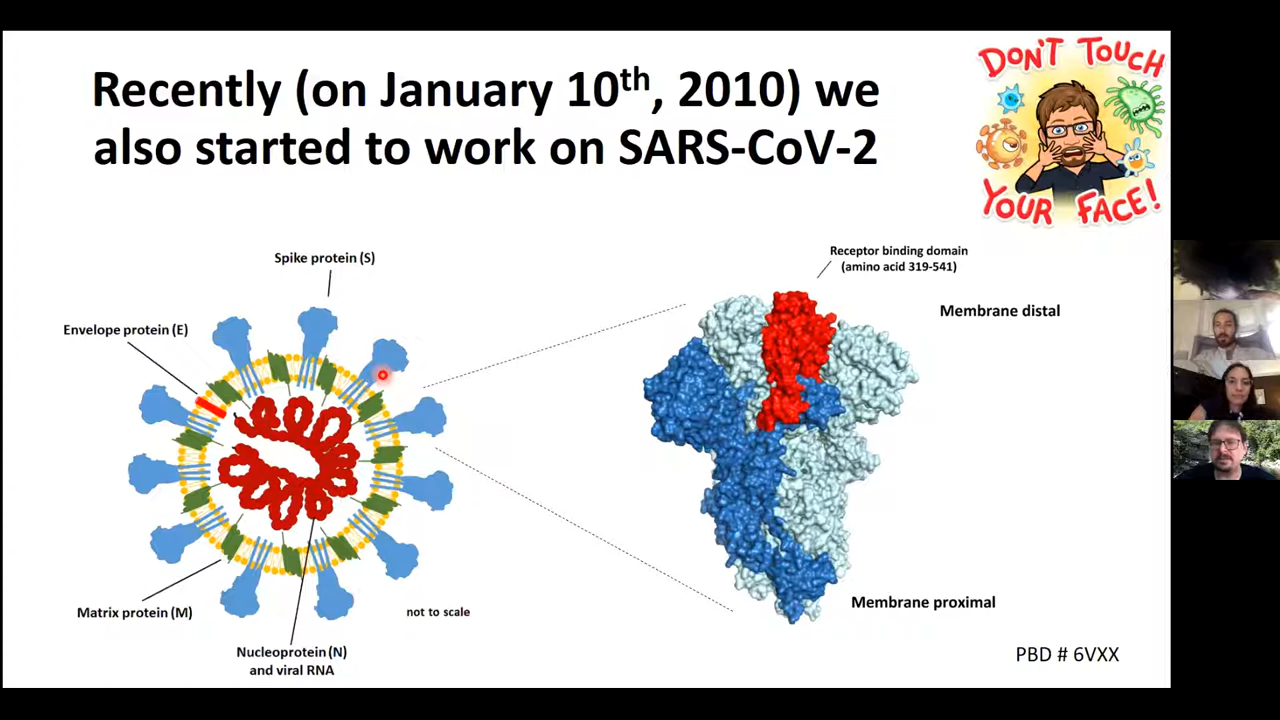 Recently (on January 10th, 2010) we
also started to work on SARS-CoV-2
DON'T TOUCH
YOUR FACE!
Spike protein (S)
Envelope protein (E)
Matrix protein (M)
Nucleoprotein (N)
and viral RNA
not to scale
Receptor binding domain
(amino acid 319-541)
Membrane distal
Membrane proximal
PBD # 6VXX